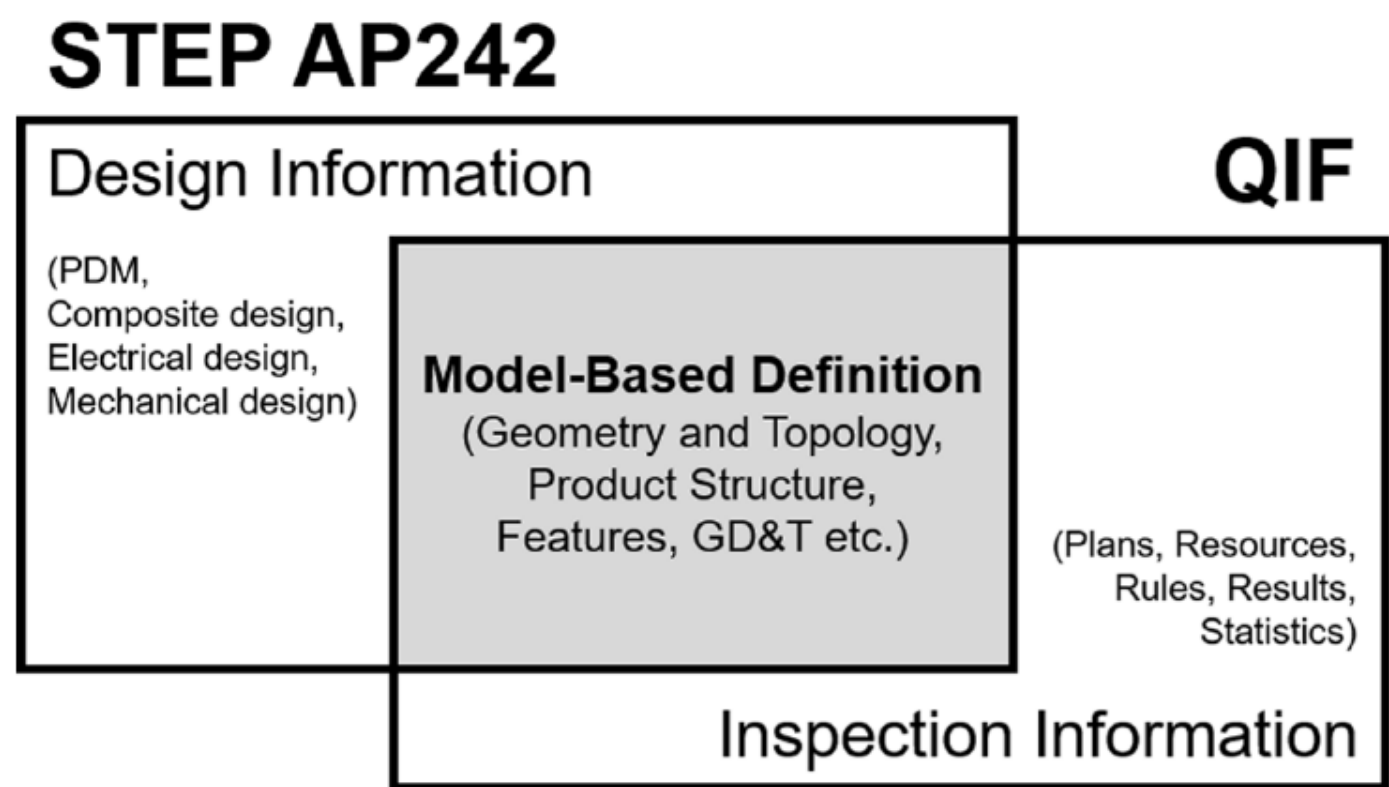 STEP AP242
Design Information
QIF
(PDM,
Composite design,
Electrical design,
Mechanical design)
Model-Based Definition
(Geometry and Topology,
Product Structure,
Features, GD&T etc.)
(Plans, Resources,
Rules, Results,
Statistics)
Inspection Information